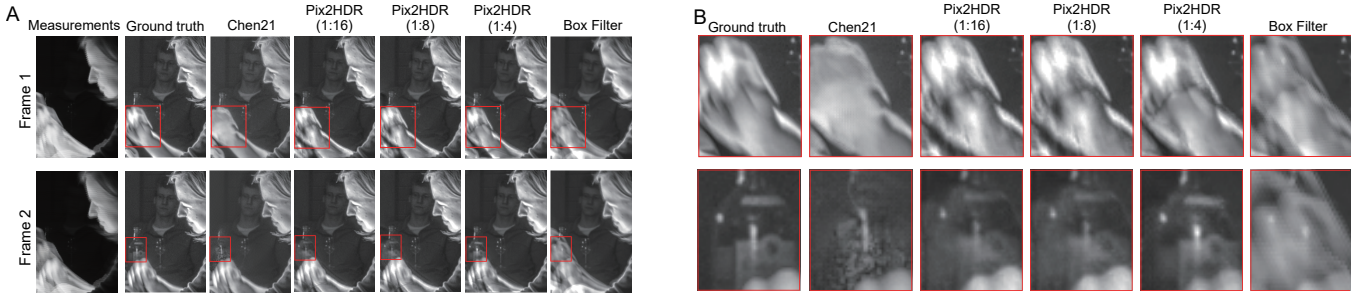 A
Measurements
Ground truth
Chen21
Pix2HDR
(1:16)
Pix2HDR
(1:8)
Pix2HDR
(1:4)
Box Filter
Frame 1
Frame 2
B
Ground truth
Chen21
Pix2HDR
(1:16)
Pix2HDR
(1:8)
Pix2HDR
(1:4)
Box Filter